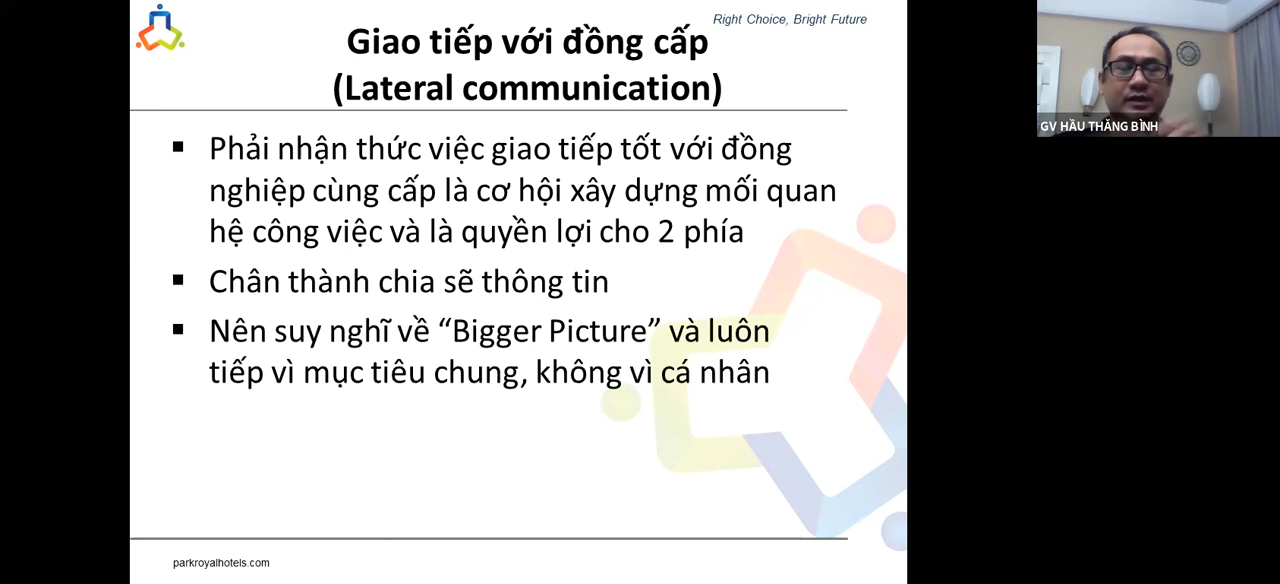 Right Choice, Bright Future
Giao tiếp với đồng cấp
(Lateral communication)
GV HẦU THĂNG BÌNH
▪ Phải nhận thức việc giao tiếp tốt với đồng
nghiệp cùng cấp là cơ hội xây dựng mối quan
hệ công việc và là quyền lợi cho 2 phía
▪ Chân thành chia sẽ thông tin
▪ Nên suy nghĩ về “Bigger Picture” và luôn
tiếp vì mục tiêu chung, không vì cá nhân
parkroyalhotels.com